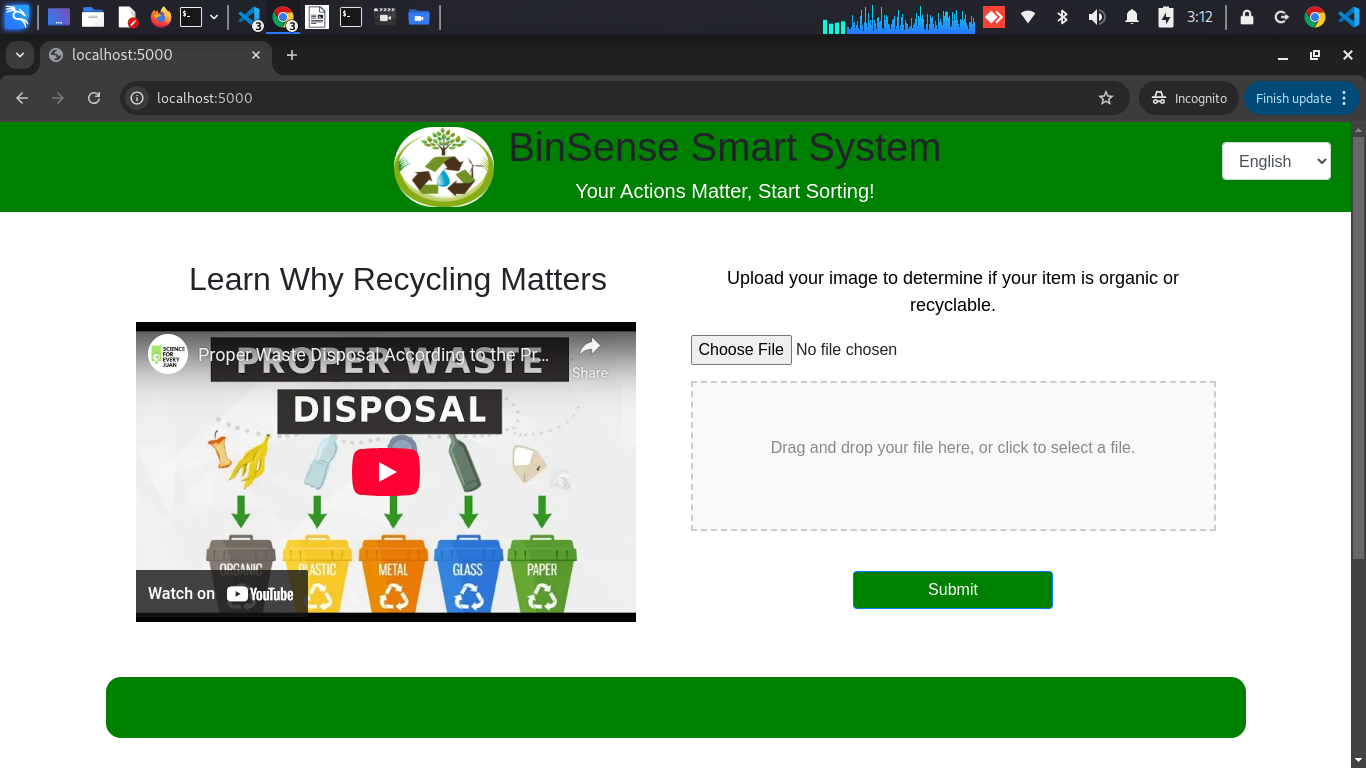 3
3
3:12
localhost:5000
localhost:5000
Incognito
Finish update
BinSense Smart System
Your Actions Matter, Start Sorting!
English
Learn Why Recycling Matters
SCIENCE
FOR
EVERY
JUAN
Proper Waste Disposal According to the Pr...
Share
PROPER WASTE
DISPOSAL
ORGANIC
PLASTIC
METAL
GLASS
PAPER
Watch on YouTube
Upload your image to determine if your item is organic or
recyclable.
Choose File No file chosen
Drag and drop your file here, or click to select a file.
Submit